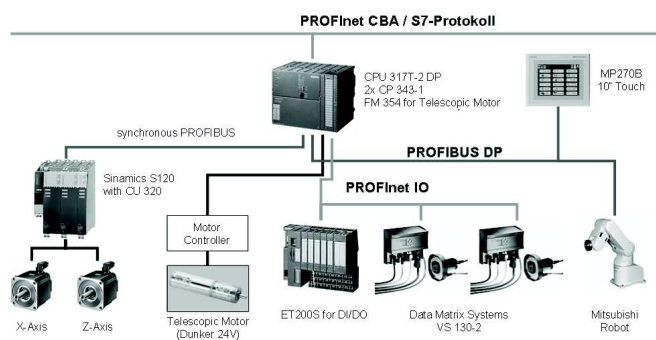 PROFInet CBA / S7-Protokoll
CPU 317T-2 DP
2x CP 343-1
FM 354 for Telescopic Motor
MP270B
10" Touch
synchronous PROFIBUS
PROFIBUS DP
Sinamics S120
with CU 320
PROFInet IO
Motor
Controller
X-Axis
Z-Axis
Telescopic Motor
(Dunker 24V)
ET200S for DI/DO
Data Matrix Systems
VS 130-2
Mitsubishi
Robot